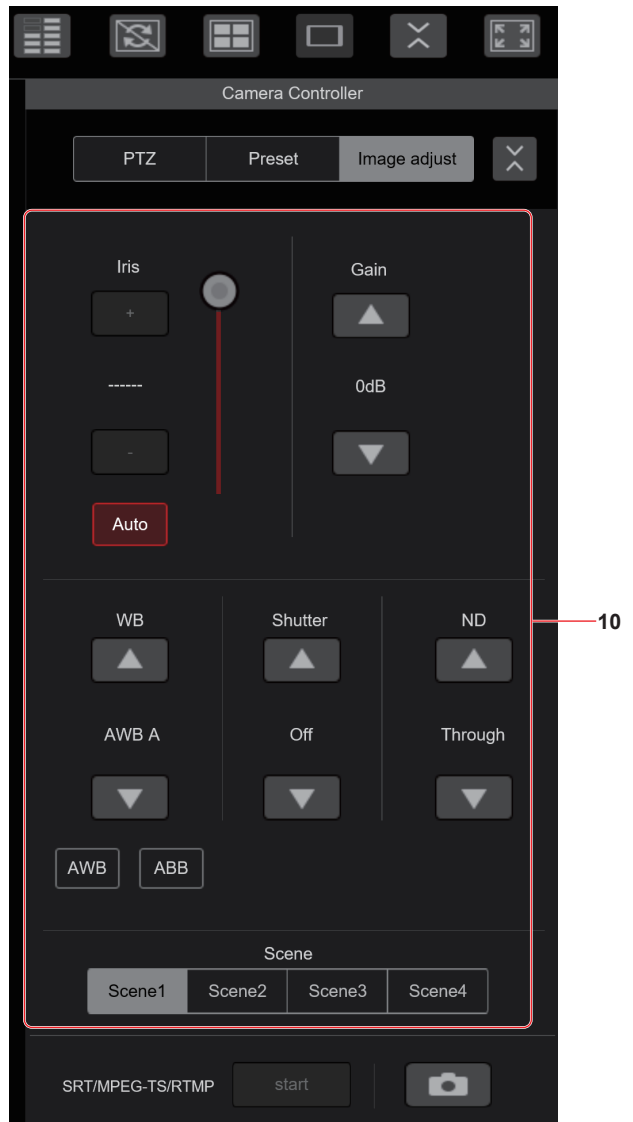 Camera Controller
PTZ Preset Image adjust
Iris Gain
+
------ 0dB
-
Auto
WB Shutter ND
10
AWB A Off Through
AWB ABB
Scene
Scene1 Scene2 Scene3 Scene4
SRT/MPEG-TS/RTMP start